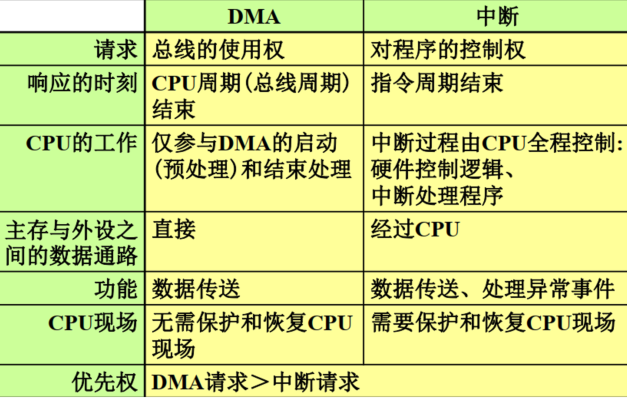 DMA 中断
请求 总线的使用权 对程序的控制权
响应的时刻 CPU周期(总线周期) 指令周期结束
结束
CPU的工作 仅参与DMA的启动 中断过程由CPU全程控制:
(预处理)和结束处理 硬件控制逻辑、
中断处理程序
主存与外设之 直接 经过CPU
间的数据通路
功能 数据传送 数据传送、处理异常事件
CPU现场 无需保护和恢复CPU 需要保护和恢复CPU现场
现场
优先权 DMA请求＞中断请求